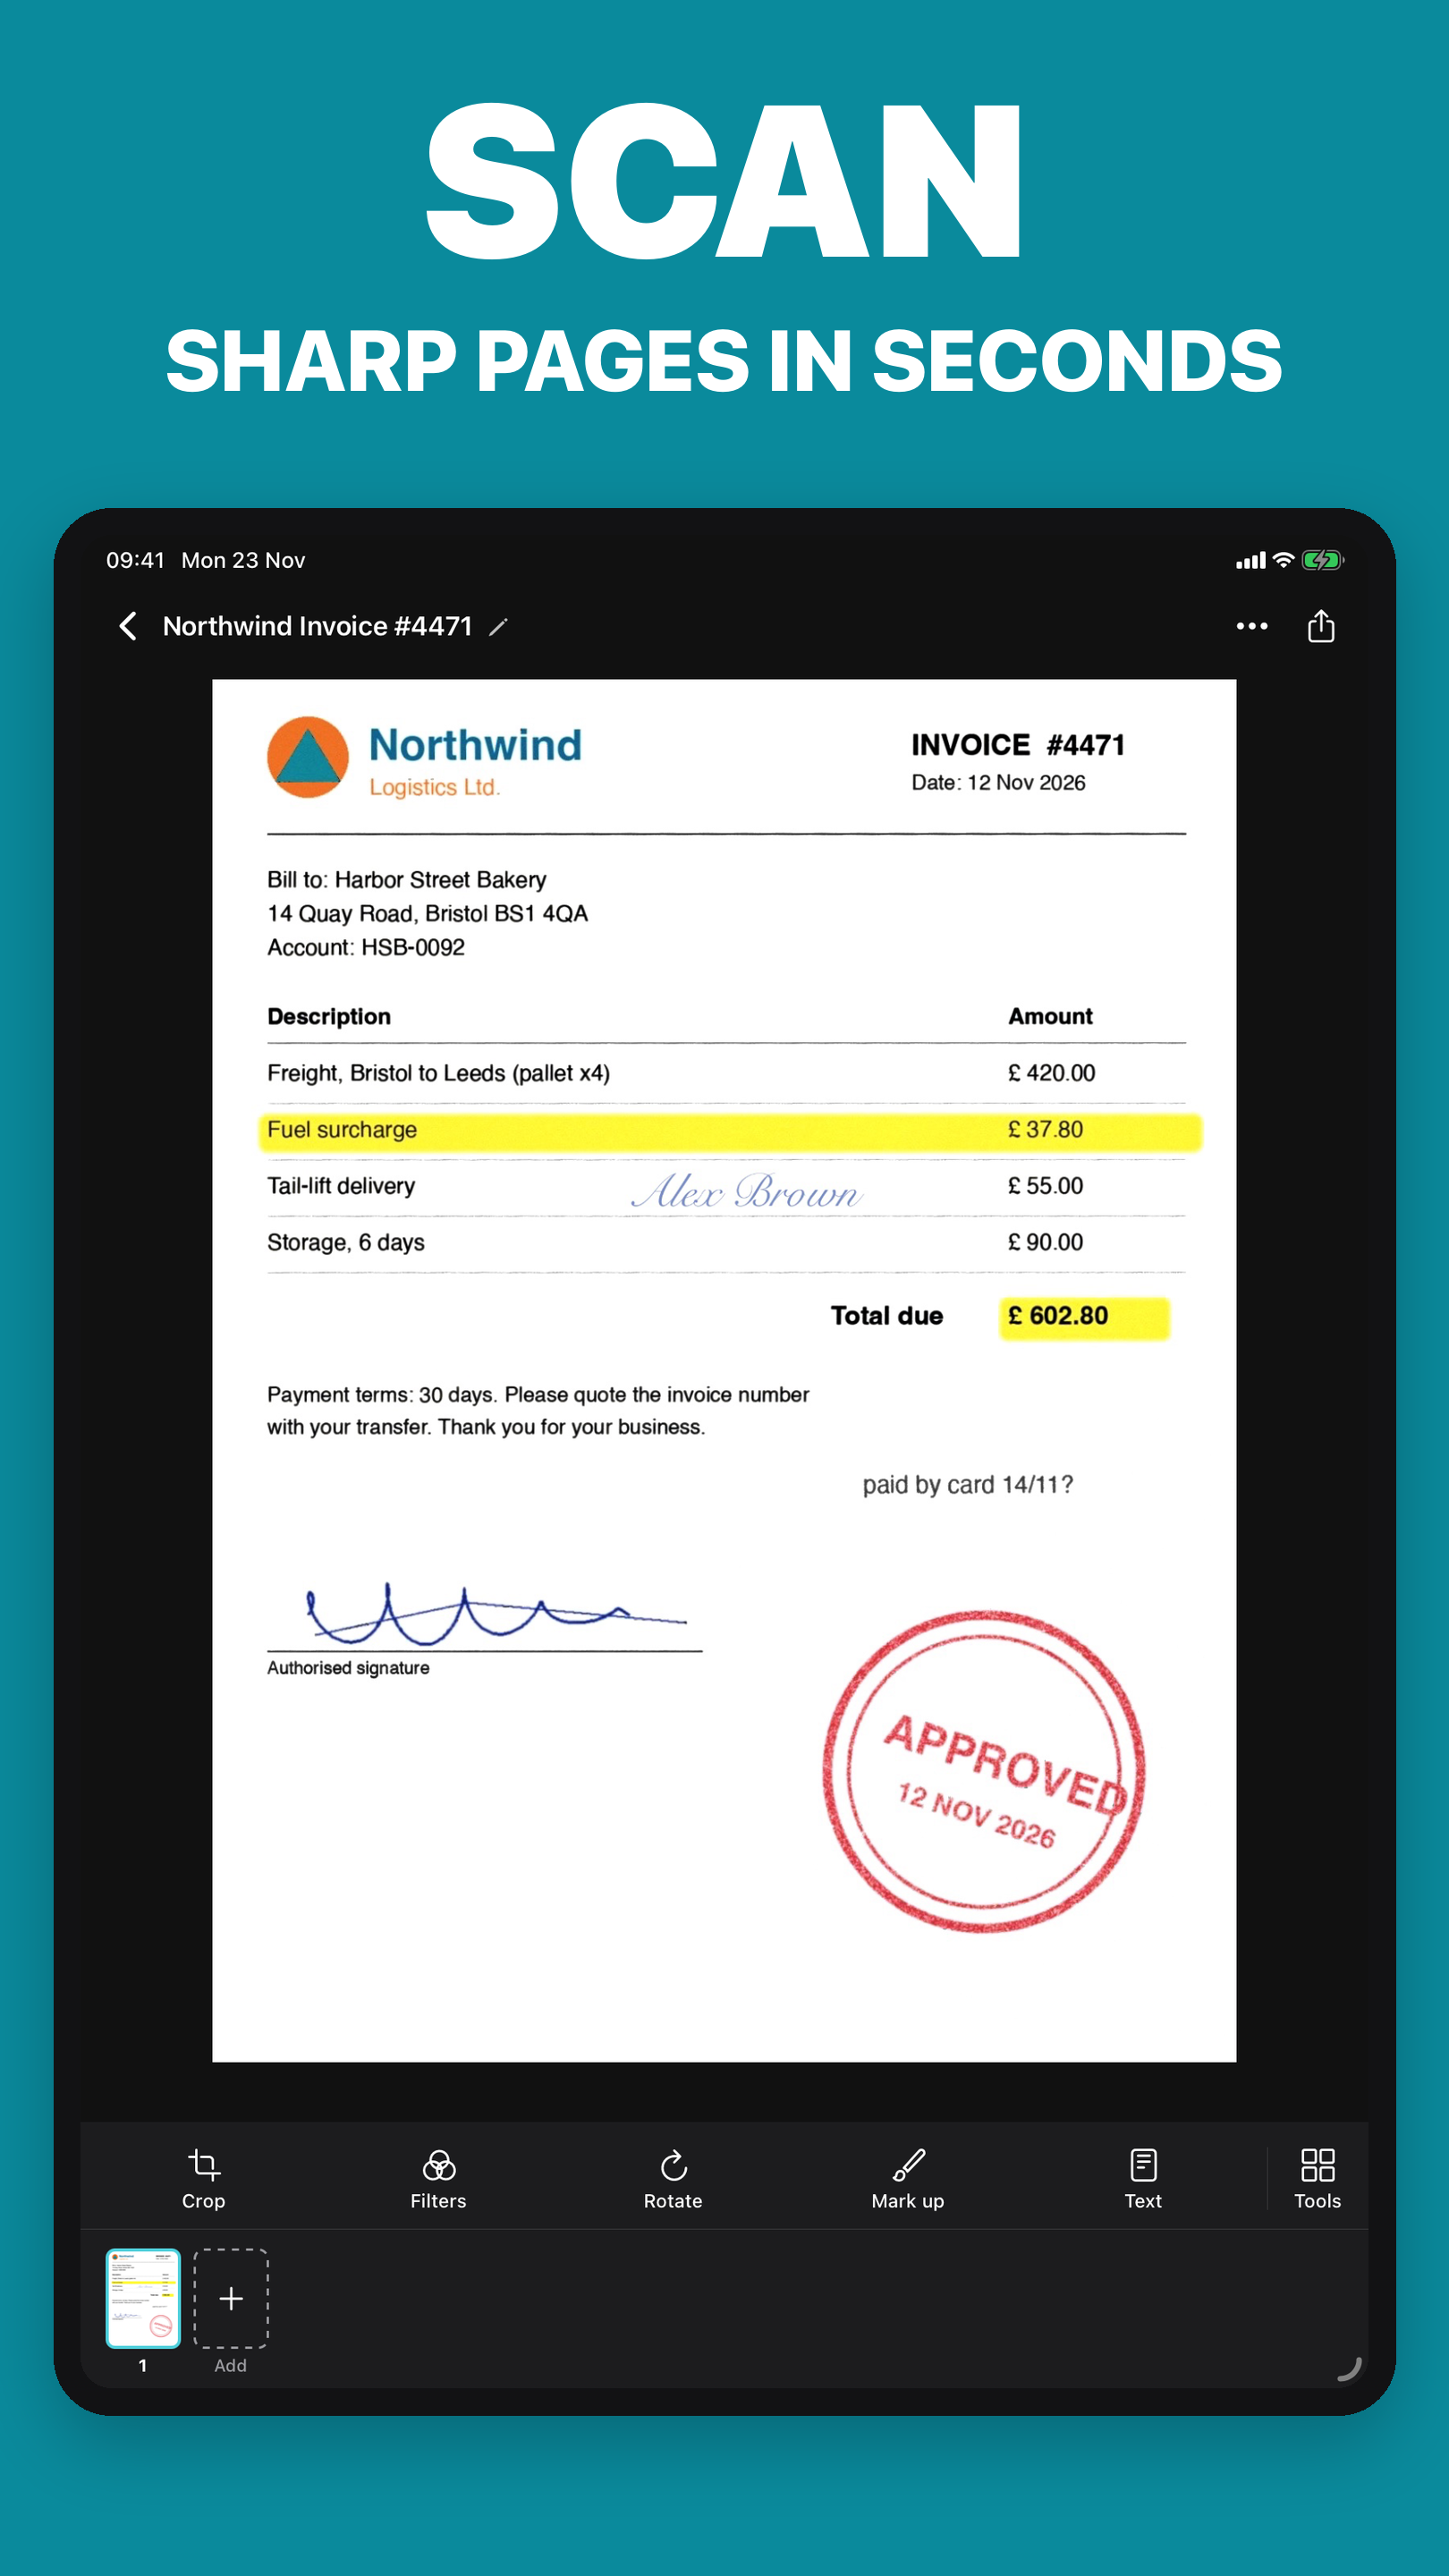 SCAN
SHARP PAGES IN SECONDS
09:41 Mon 23 Nov
Northwind Invoice #4471
Northwind
Logistics Ltd.
INVOICE #4471
Date: 12 Nov 2026
Bill to: Harbor Street Bakery
14 Quay Road, Bristol BS1 4QA
Account: HSB-0092
Description Amount
Freight, Bristol to Leeds (pallet x4) £ 420.00
Fuel surcharge £ 37.80
Tail-lift delivery Alex Brown £ 55.00
Storage, 6 days £ 90.00
Total due £ 602.80
Payment terms: 30 days. Please quote the invoice number
with your transfer. Thank you for your business.
paid by card 14/11?
Authorised signature
APPROVED
12 NOV 2026
Crop Filters Rotate Mark up Text Tools
1 Add